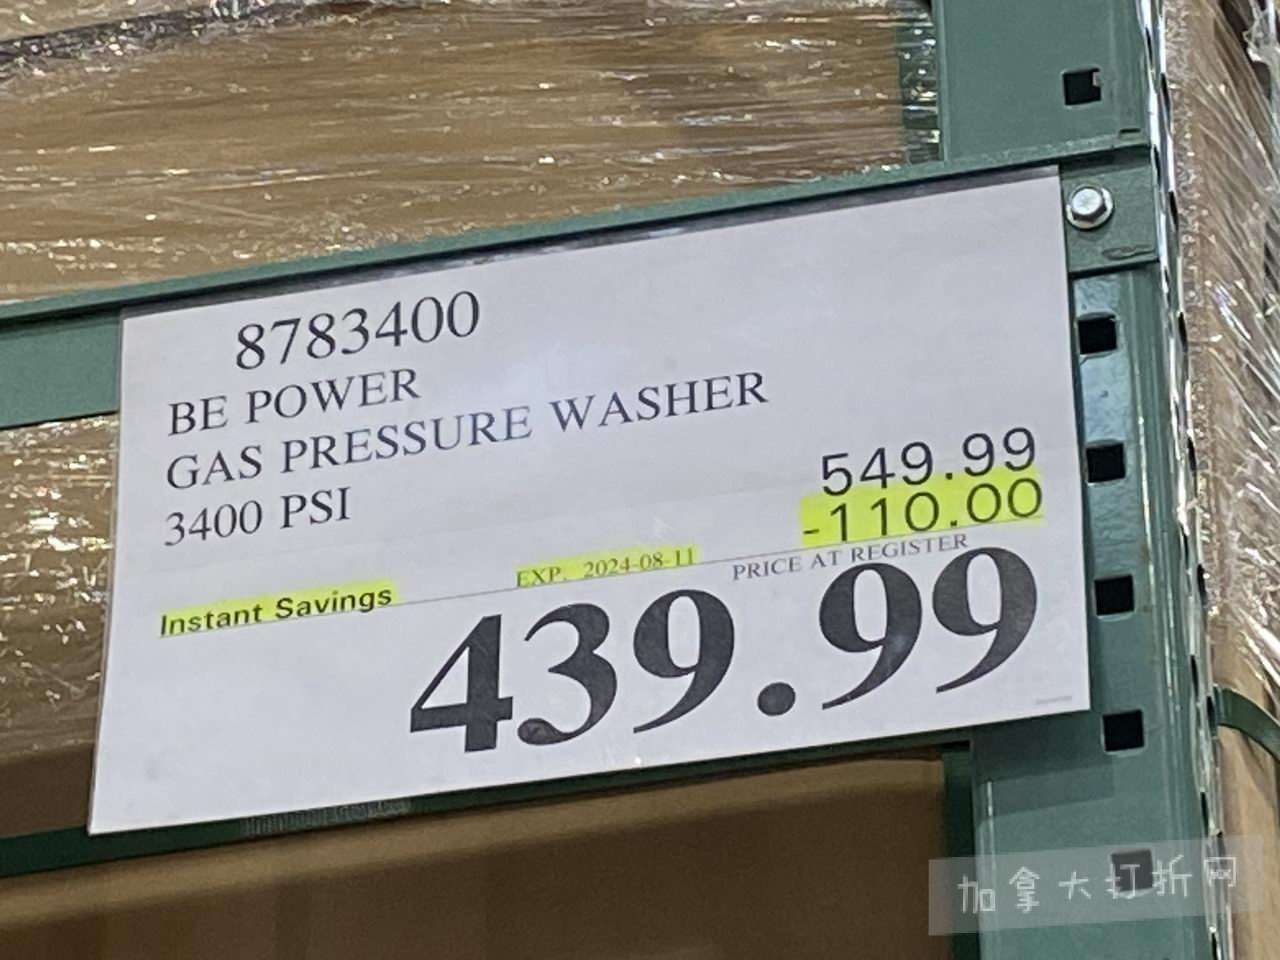 8783400
BE POWER
GAS PRESSURE WASHER
3400 PSI
549.99
-110.00
EXP. 2024-08-11
PRICE AT REGISTER
Instant Savings
439.99
加拿大打折网